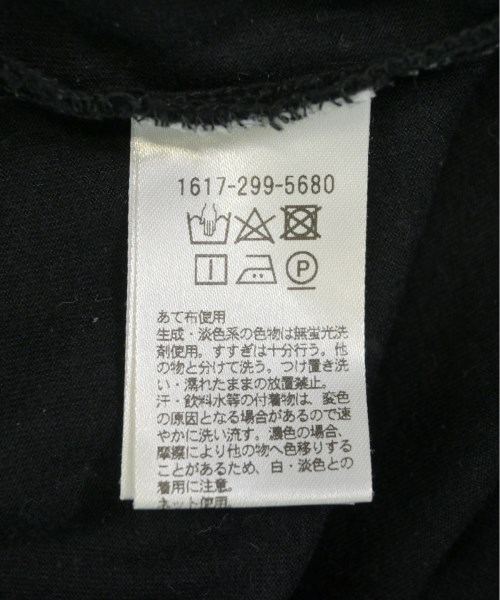 1617-299-5680
P
あて布使用
生成・淡色系の色物は無蛍光洗
剤使用。すすぎは十分行う。他
の物と分けて洗う。つけ置き洗
い・濡れたままの放置禁止。
汗・飲料水等の付着物は、変色
の原因となる場合があるので速
やかに洗い流す。濃色の場合、
摩擦により他の物へ色移りする
ことがあるため、白・淡色との
着用に注意。
ネット使用。